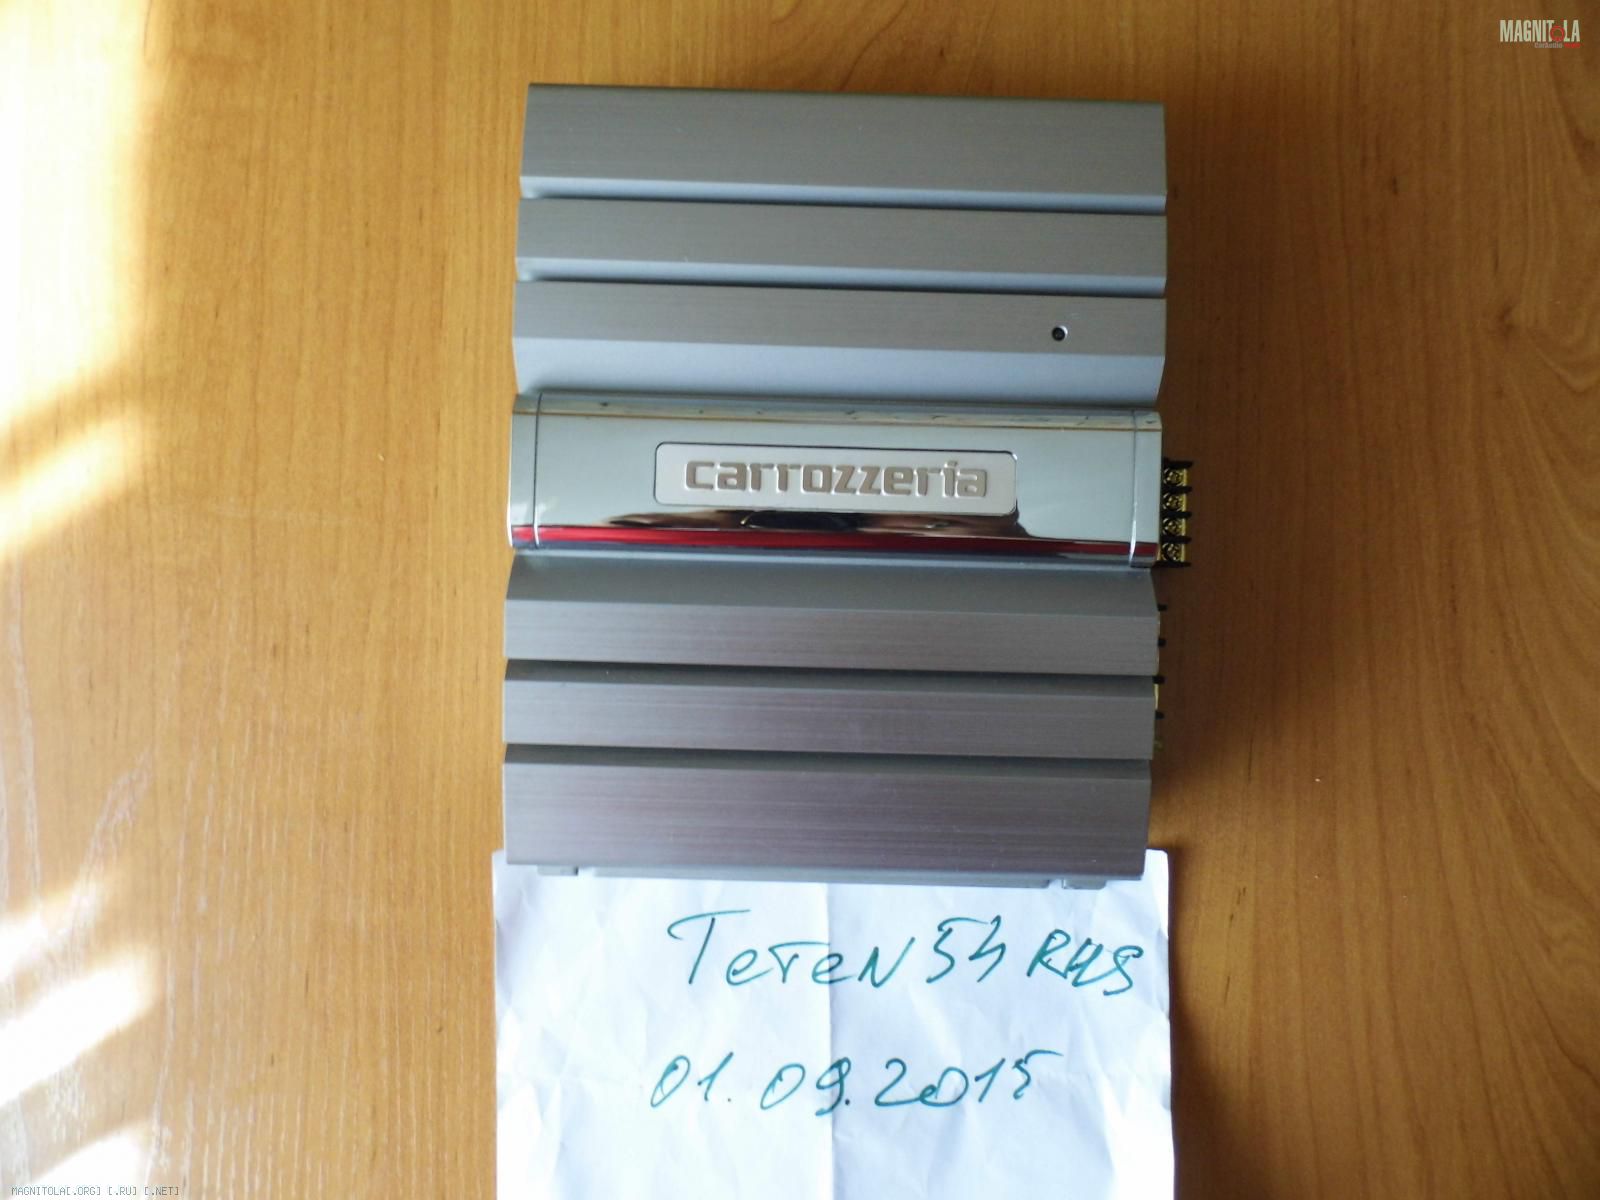 MAGNITOLA
carrozzeria
TeTeN54RUS
01.09.2015
MAGNITOLA[.ORG] [.RU] [.NET]